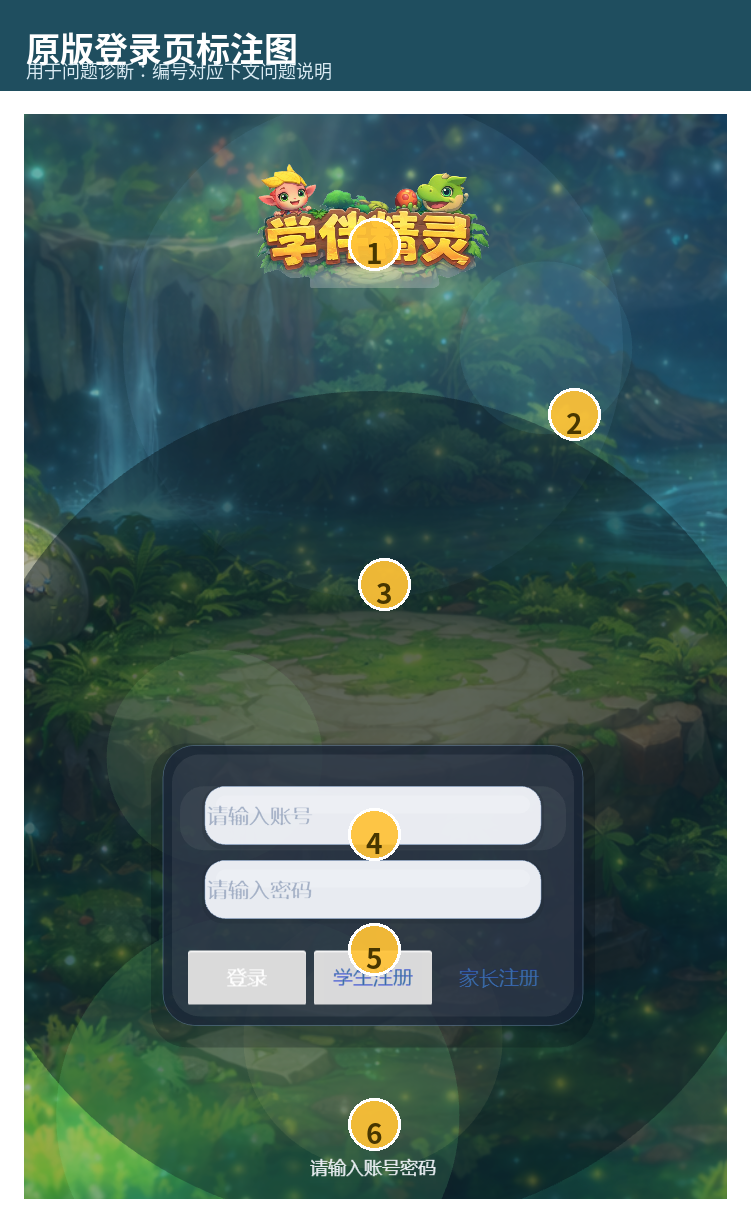 原版登录页标注图
用于问题诊断：编号对应下文问题说明
学伴精灵
1
2
3
请输入账号
4
请输入密码
5
登录 学生注册 家长注册
6
请输入账号密码